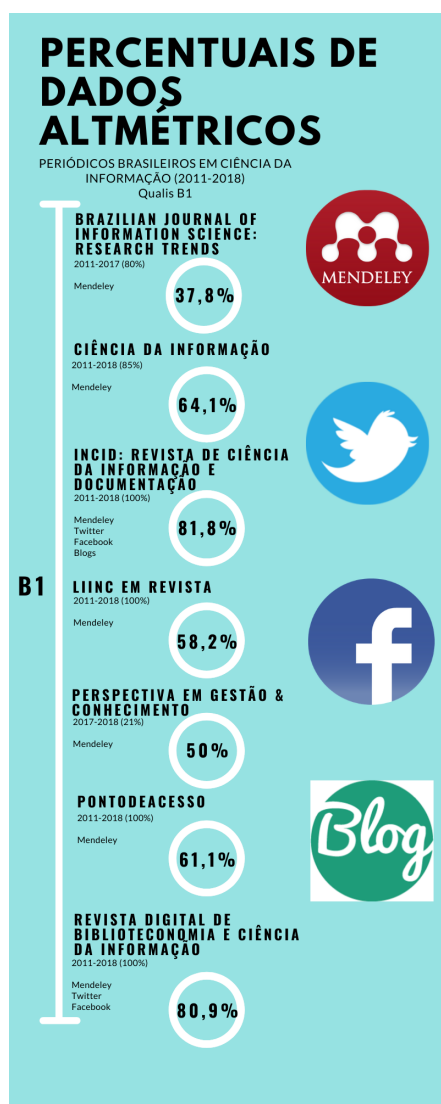 PERCENTUAIS DE
DADOS
ALTMÉTRICOS
PERIÓDICOS BRASILEIROS EM CIÊNCIA DA
INFORMAÇÃO (2011-2018)
Qualis B1
BRAZILIAN JOURNAL OF
INFORMATION SCIENCE:
RESEARCH TRENDS
2011-2017 (80%)
Mendeley
37,8%
MENDELEY
CIÊNCIA DA INFORMAÇÃO
2011-2018 (85%)
Mendeley
64,1%
INCID: REVISTA DE CIÊNCIA
DA INFORMAÇÃO E
DOCUMENTAÇÃO
2011-2018 (100%)
Mendeley
Twitter
Facebook
Blogs
81,8%
B1
LIINC EM REVISTA
2011-2018 (100%)
Mendeley
58,2%
f
PERSPECTIVA EM GESTÃO &
CONHECIMENTO
2017-2018 (21%)
Mendeley
50%
PONTODEACESSO
2011-2018 (100%)
Mendeley
61,1%
Blog
REVISTA DIGITAL DE
BIBLIOTECONOMIA E CIÊNCIA
DA INFORMAÇÃO
2011-2018 (100%)
Mendeley
Twitter
Facebook
80,9%